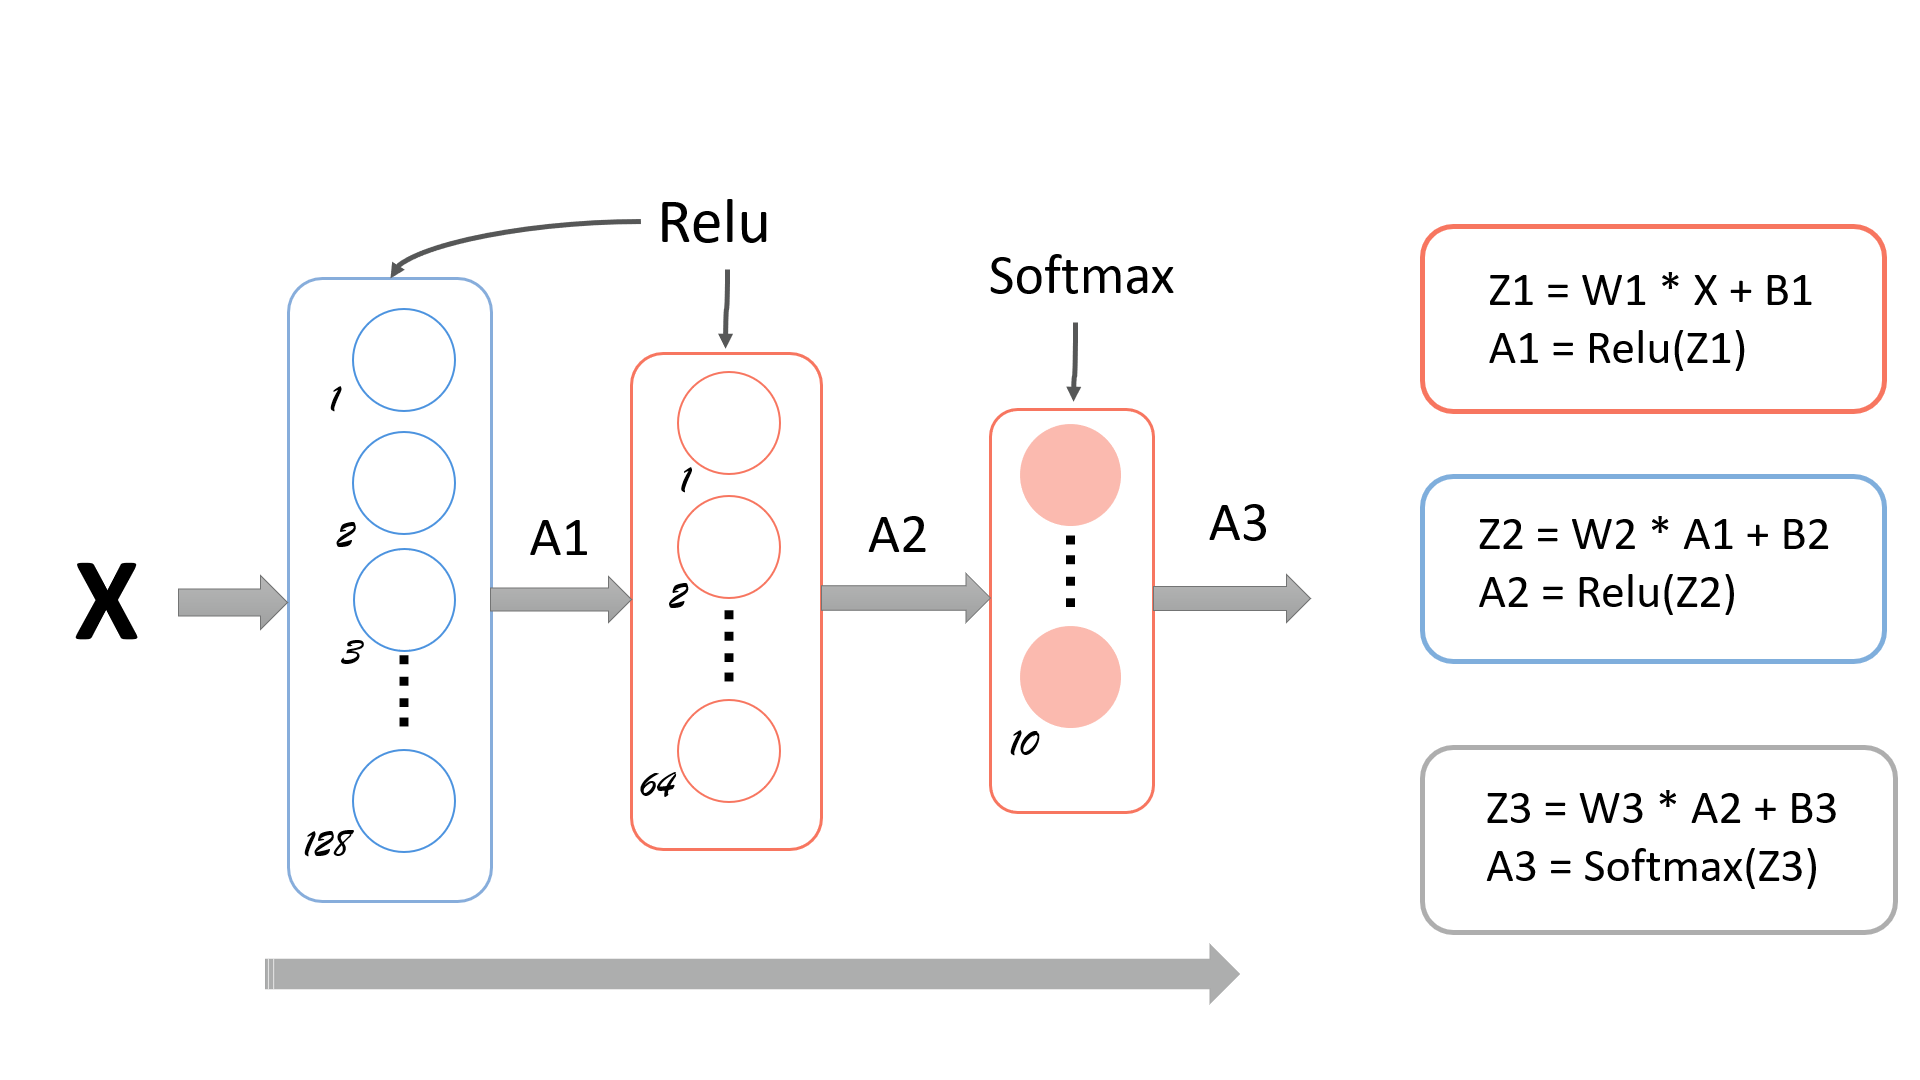 Relu
Softmax
X
1
2
3
128
A1
1
2
64
A2
10
A3
Z1 = W1 * X + B1
A1 = Relu(Z1)
Z2 = W2 * A1 + B2
A2 = Relu(Z2)
Z3 = W3 * A2 + B3
A3 = Softmax(Z3)